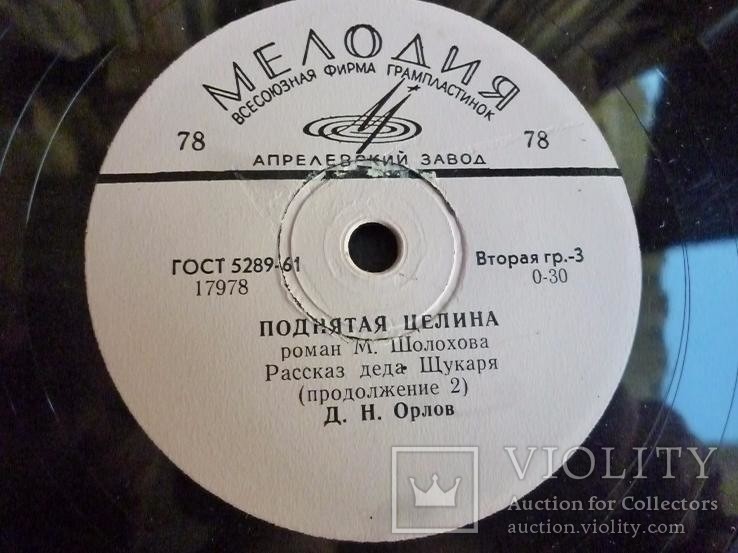 МЕЛОДИЯ
ВСЕСОЮЗНАЯ ФИРМА ГРАМПЛАСТИНОК
78 78
АПРЕЛЕВСКИЙ ЗАВОД
ГОСТ 5289-61 Вторая гр.-3
17978 0-30
ПОДНЯТАЯ ЦЕЛИНА
роман М. Шолохова
Рассказ деда Щукаря
(продолжение 2)
Д. Н. Орлов
VIOLITY
Auction for Collectors
auction.violity.com